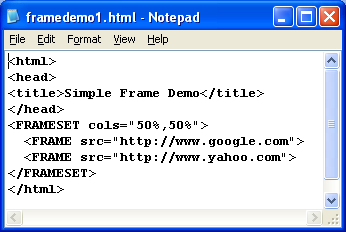 framedemo1.html - Notepad
File Edit Format View Help
<html>
<head>
<title>Simple Frame Demo</title>
</head>
<FRAMESET cols="50%,50%">
  <FRAME src="http://www.google.com">
  <FRAME src="http://www.yahoo.com">
</FRAMESET>
</html>